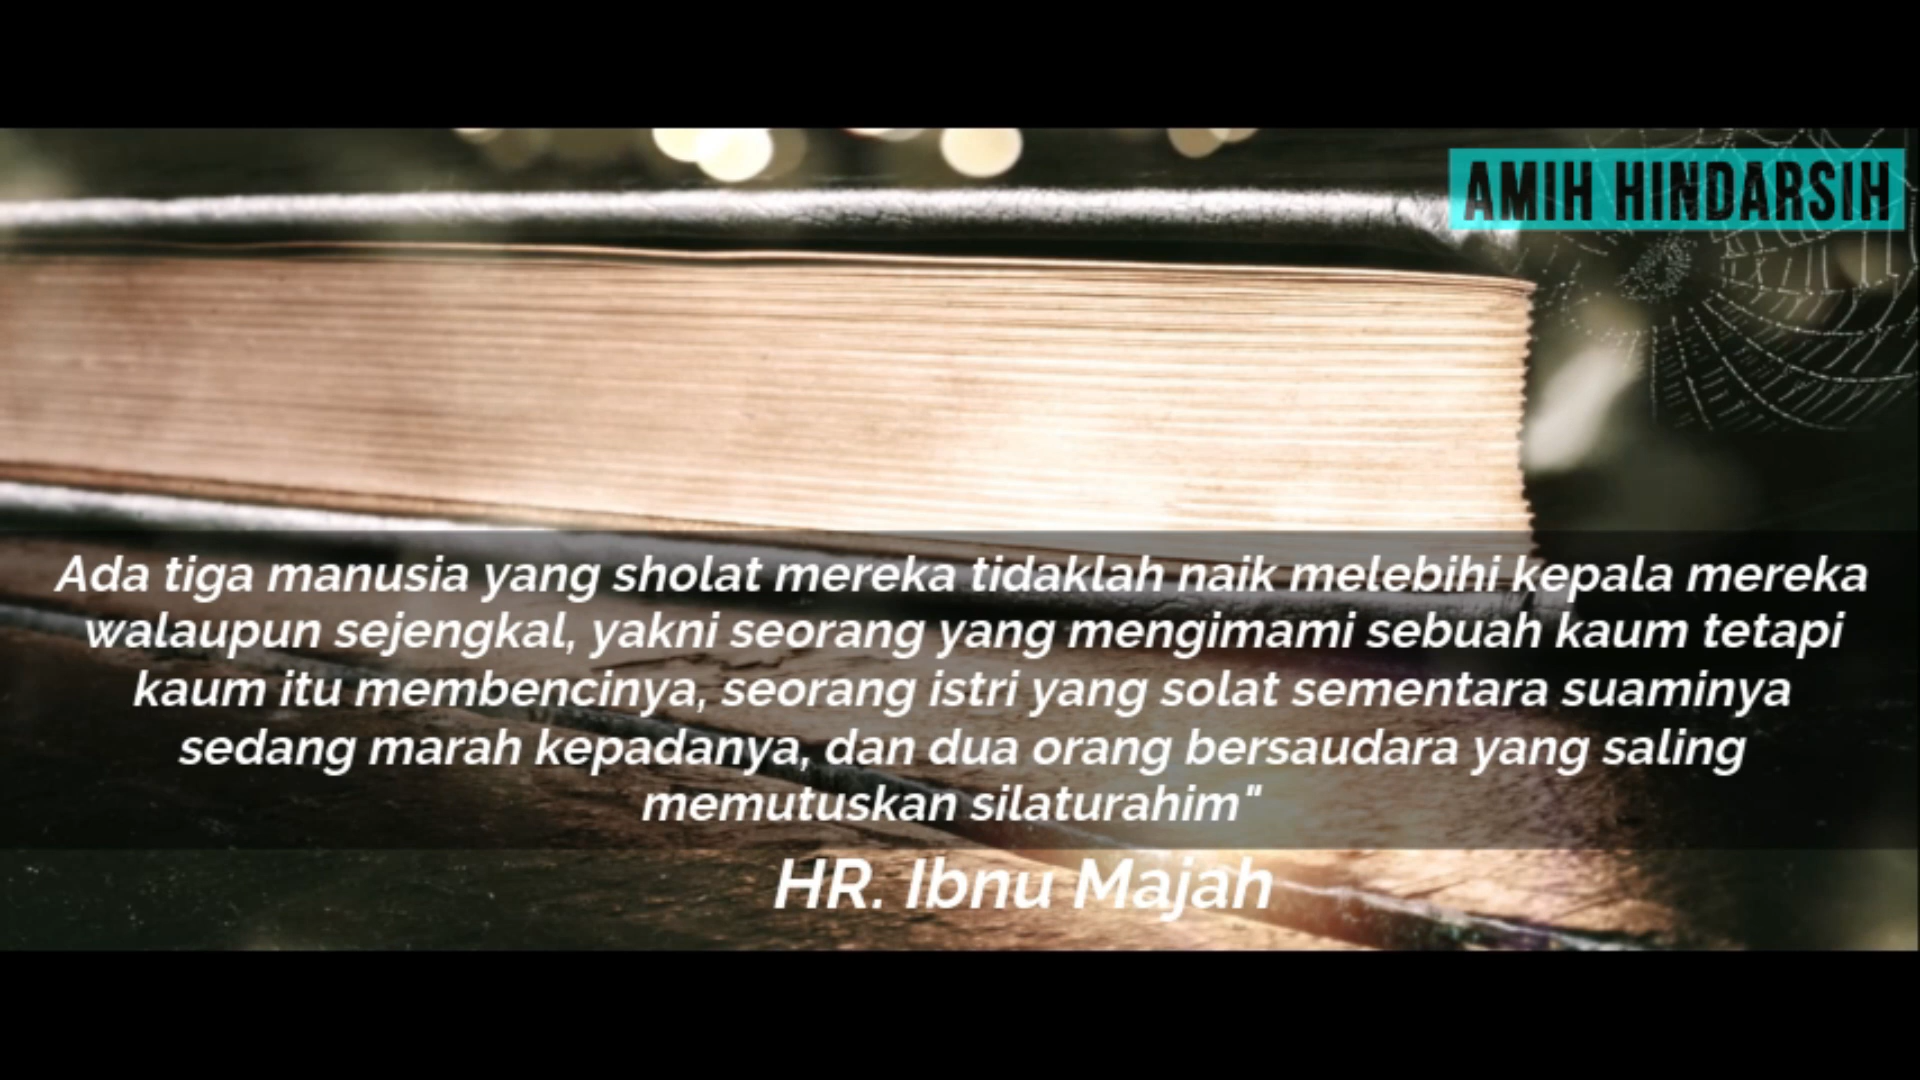 AMIH HINDARSIH
Ada tiga manusia yang sholat mereka tidaklah naik melebihi kepala mereka
walaupun sejengkal, yakni seorang yang mengimami sebuah kaum tetapi
kaum itu membencinya, seorang istri yang solat sementara suaminya
sedang marah kepadanya, dan dua orang bersaudara yang saling
memutuskan silaturahim"
HR. Ibnu Majah